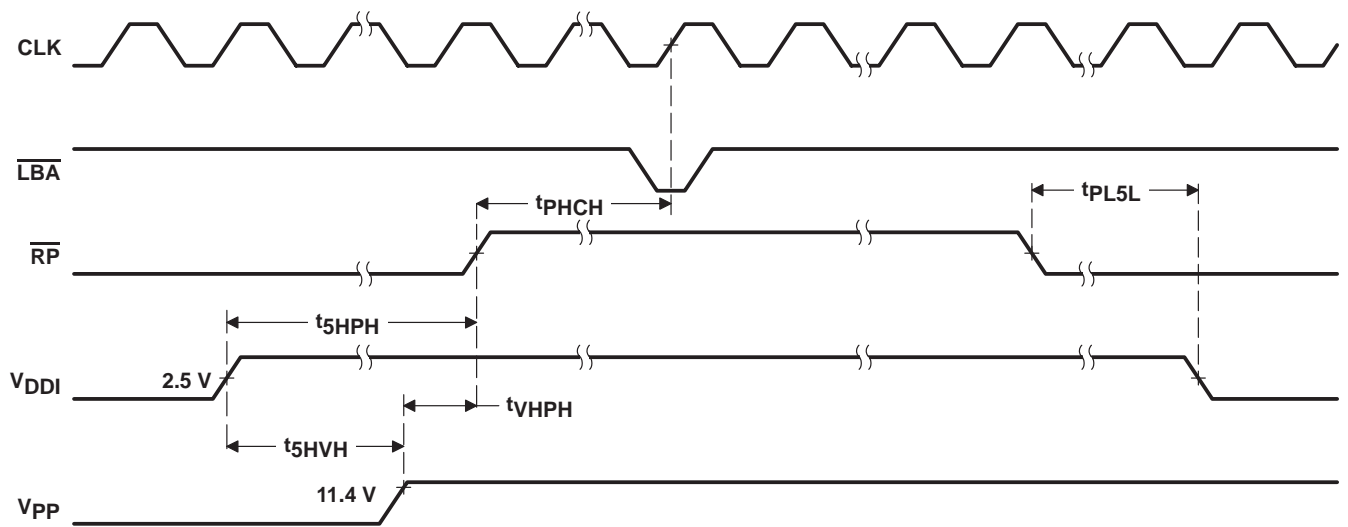 CLK
LBA
tPHCH
tPL5L
RP
t5HPH
VDDI
2.5 V
tVHPH
t5HVH
11.4 V
VPP